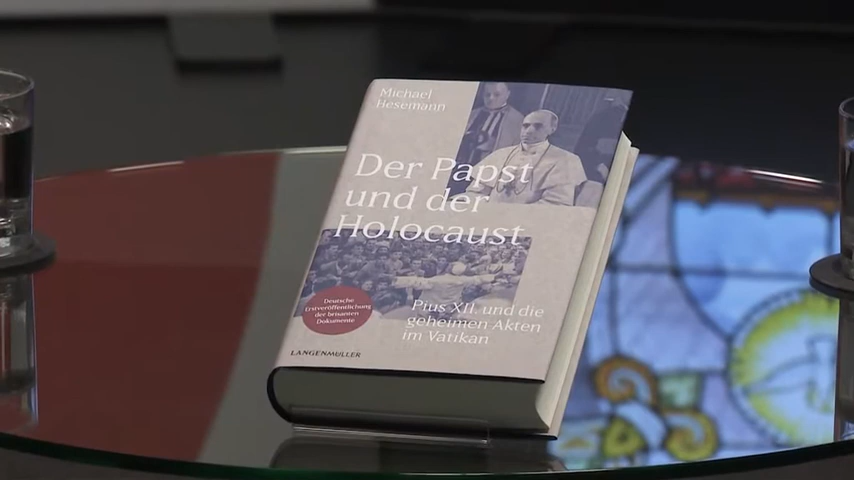 Michael
Hesemann
Der Papst
und der
Holocaust
Pius XII. und die
geheimen Akten
im Vatikan
Deutsche
Erstveröffentlichung
der brisanten
Dokumente
LANGENMÜLLER